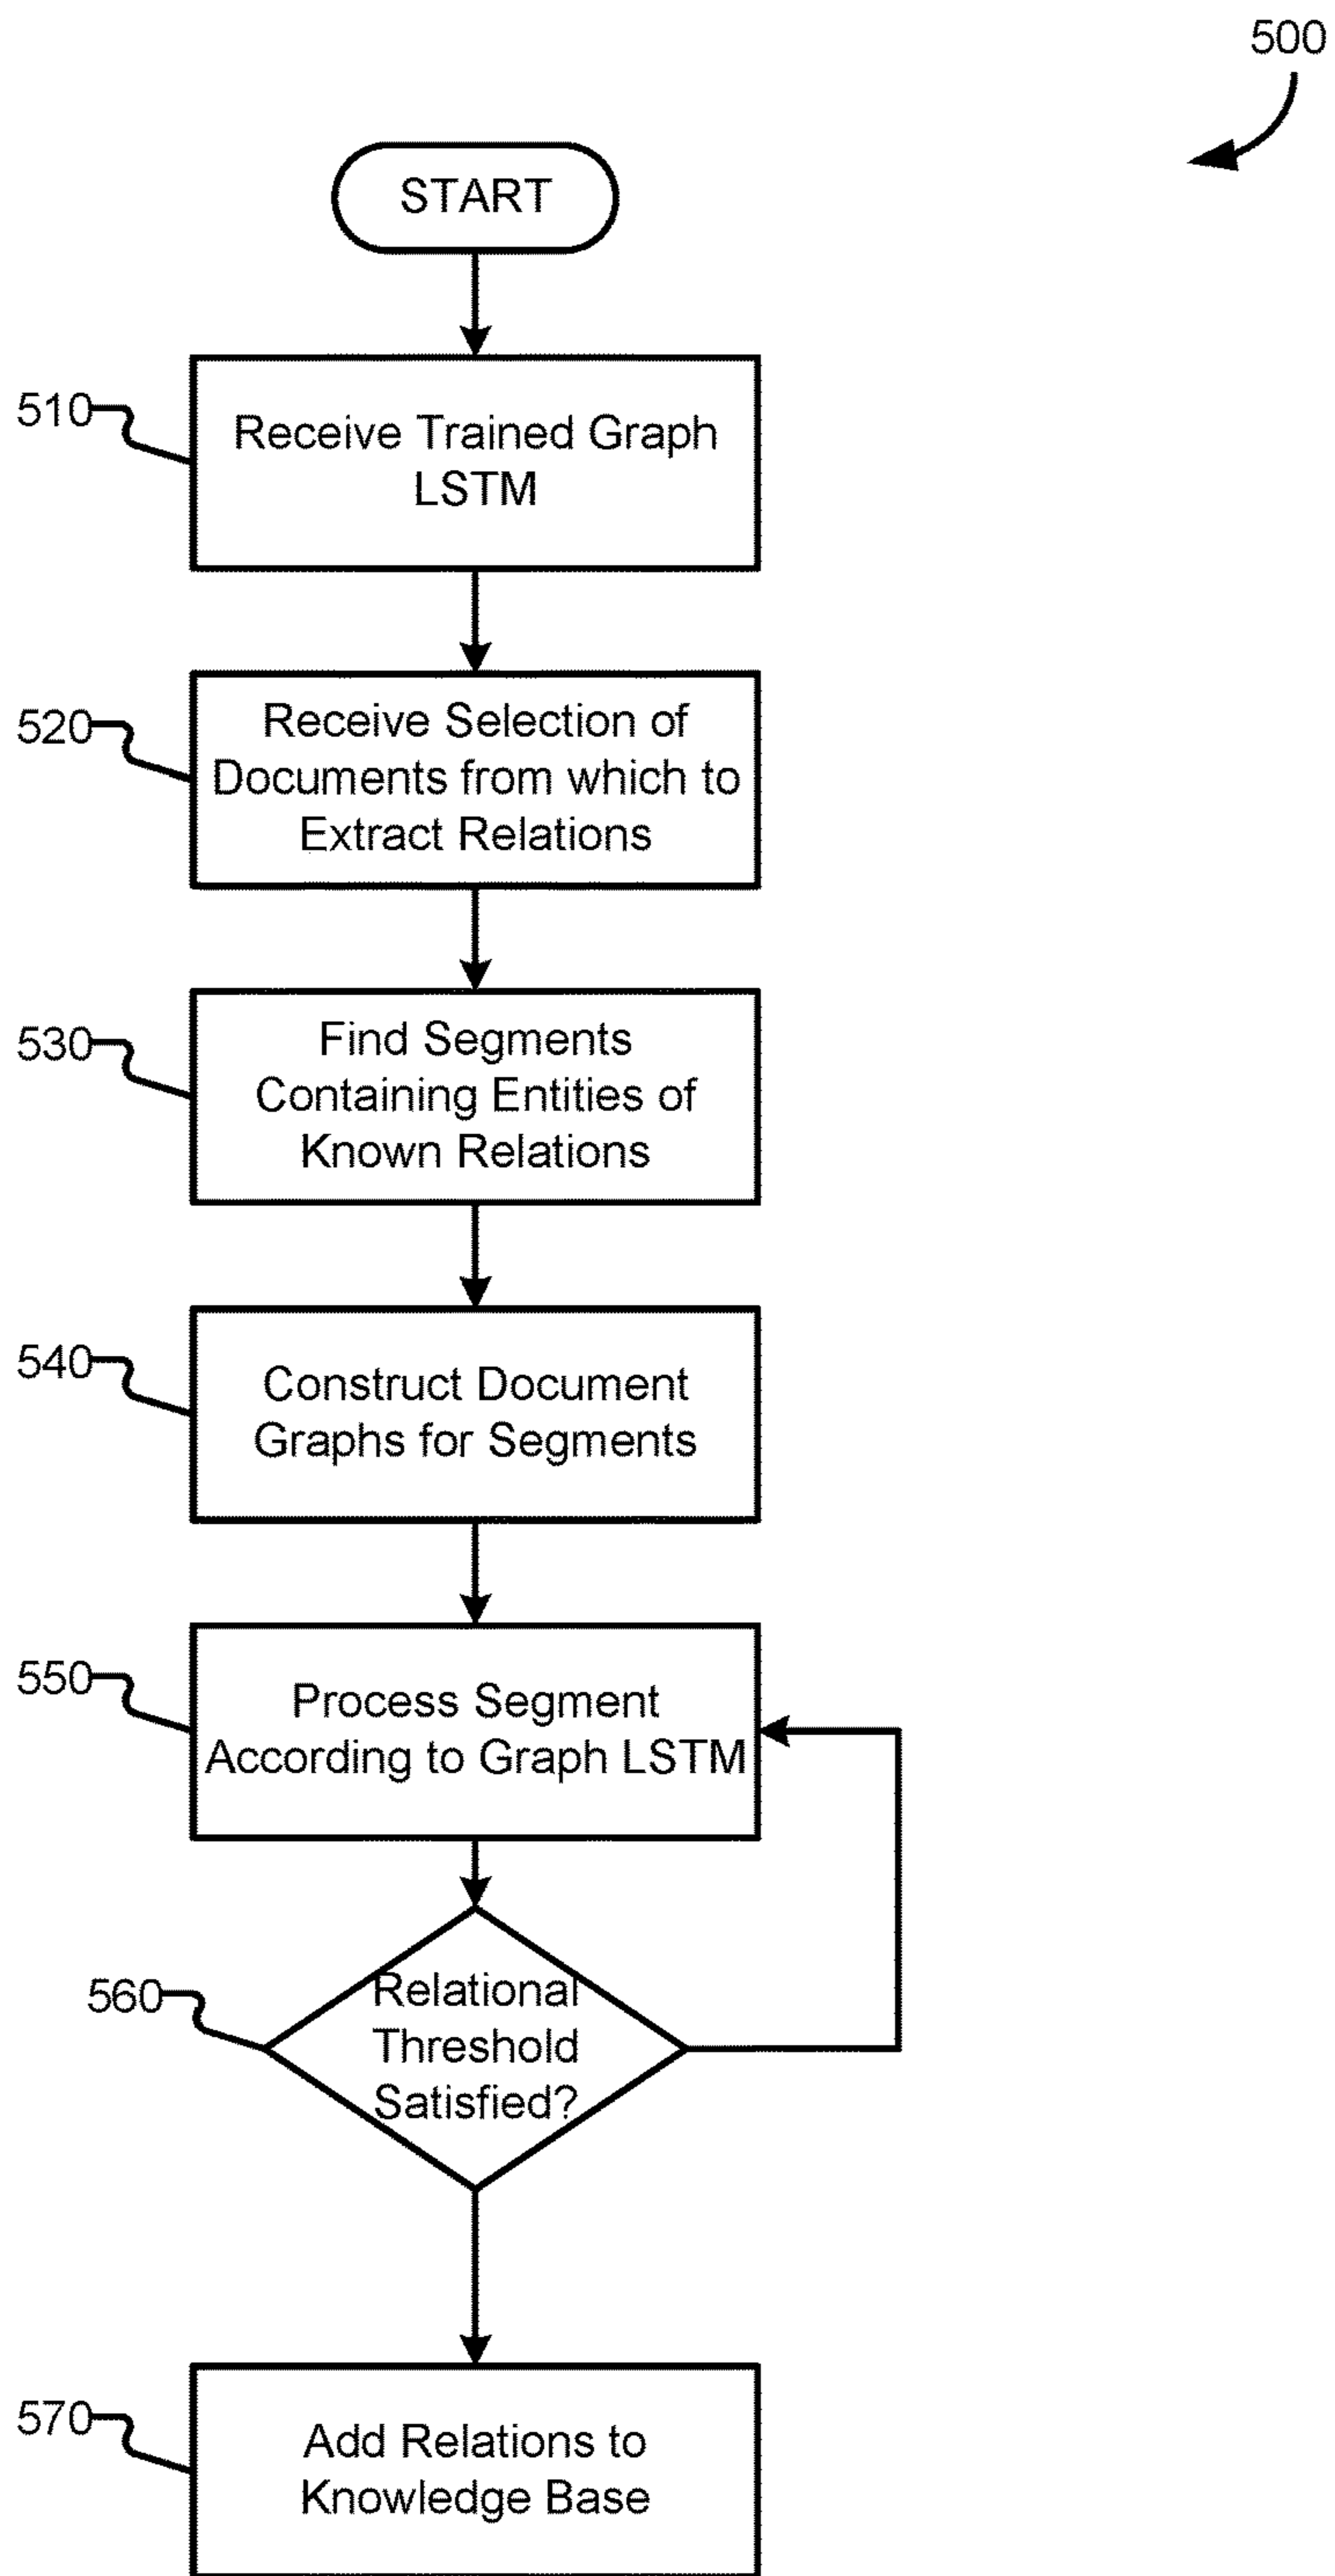 500
START
510
Receive Trained Graph
LSTM
520
Receive Selection of
Documents from which to
Extract Relations
530
Find Segments
Containing Entities of
Known Relations
540
Construct Document
Graphs for Segments
550
Process Segment
According to Graph LSTM
560
Relational
Threshold
Satisfied?
570
Add Relations to
Knowledge Base